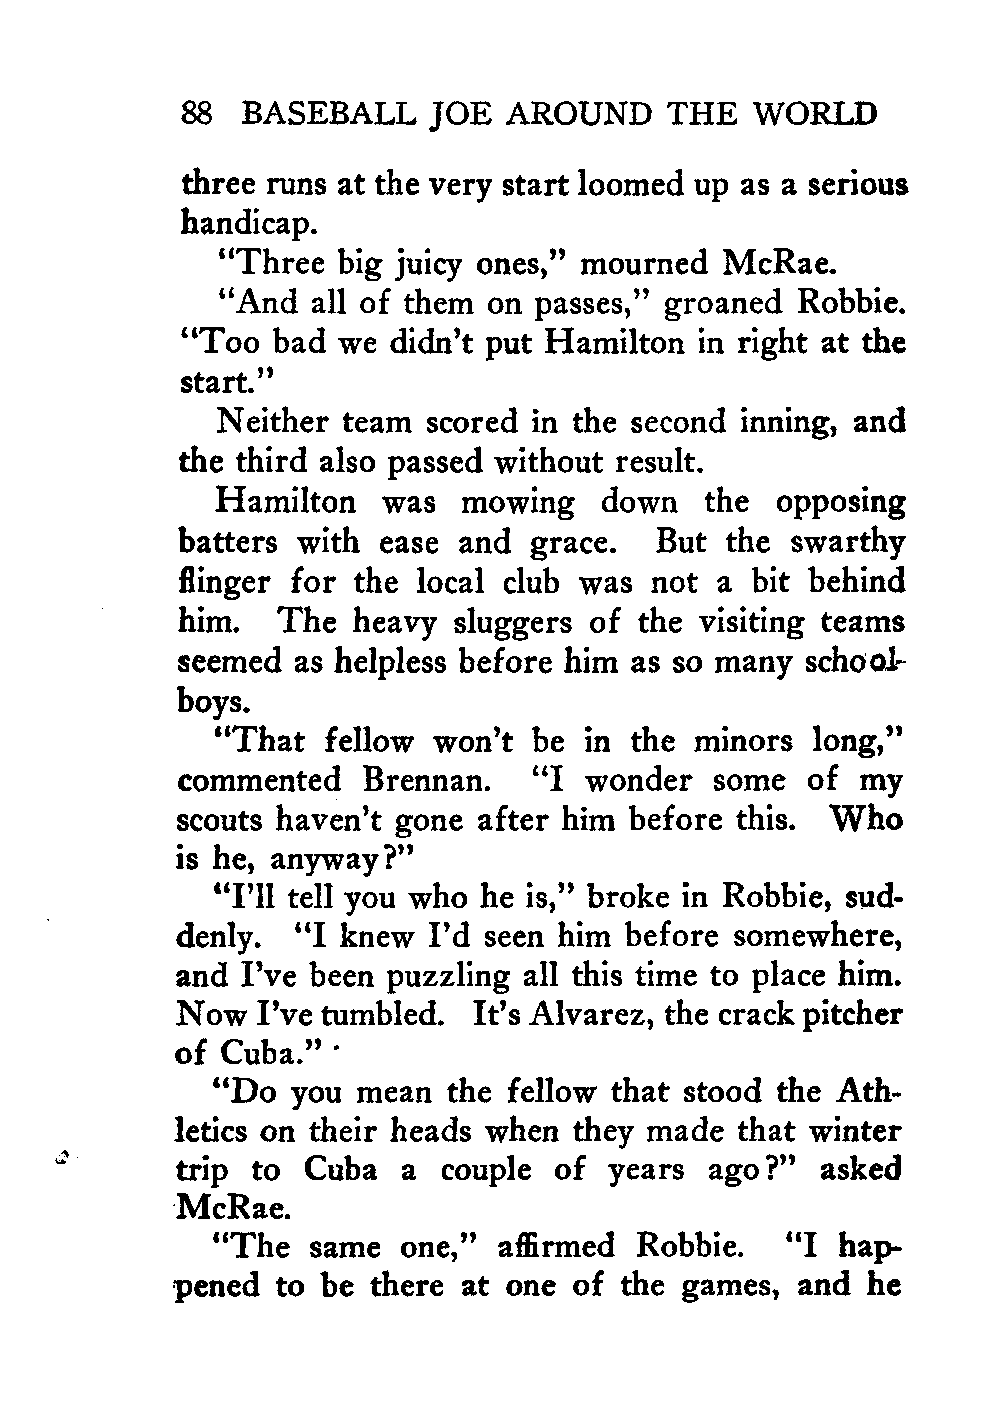 88 BASEBALL JOE AROUND THE WORLD
three runs at the very start loomed up as a serious
handicap.
“Three big juicy ones,” mourned McRae.
“And all of them on passes,” groaned Robbie.
“Too bad we didn’t put Hamilton in right at the
start.”
Neither team scored in the second inning, and
the third also passed without result.
Hamilton was mowing down the opposing
batters with ease and grace. But the swarthy
flinger for the local club was not a bit behind
him. The heavy sluggers of the visiting teams
seemed as helpless before him as so many school-
boys.
“That fellow won’t be in the minors long,”
commented Brennan. “I wonder some of my
scouts haven’t gone after him before this. Who
is he, anyway?”
“I’ll tell you who he is,” broke in Robbie, sud-
denly. “I knew I’d seen him before somewhere,
and I’ve been puzzling all this time to place him.
Now I’ve tumbled. It’s Alvarez, the crack pitcher
of Cuba.”
“Do you mean the fellow that stood the Ath-
letics on their heads when they made that winter
trip to Cuba a couple of years ago?” asked
McRae.
“The same one,” affirmed Robbie. “I hap-
pened to be there at one of the games, and he